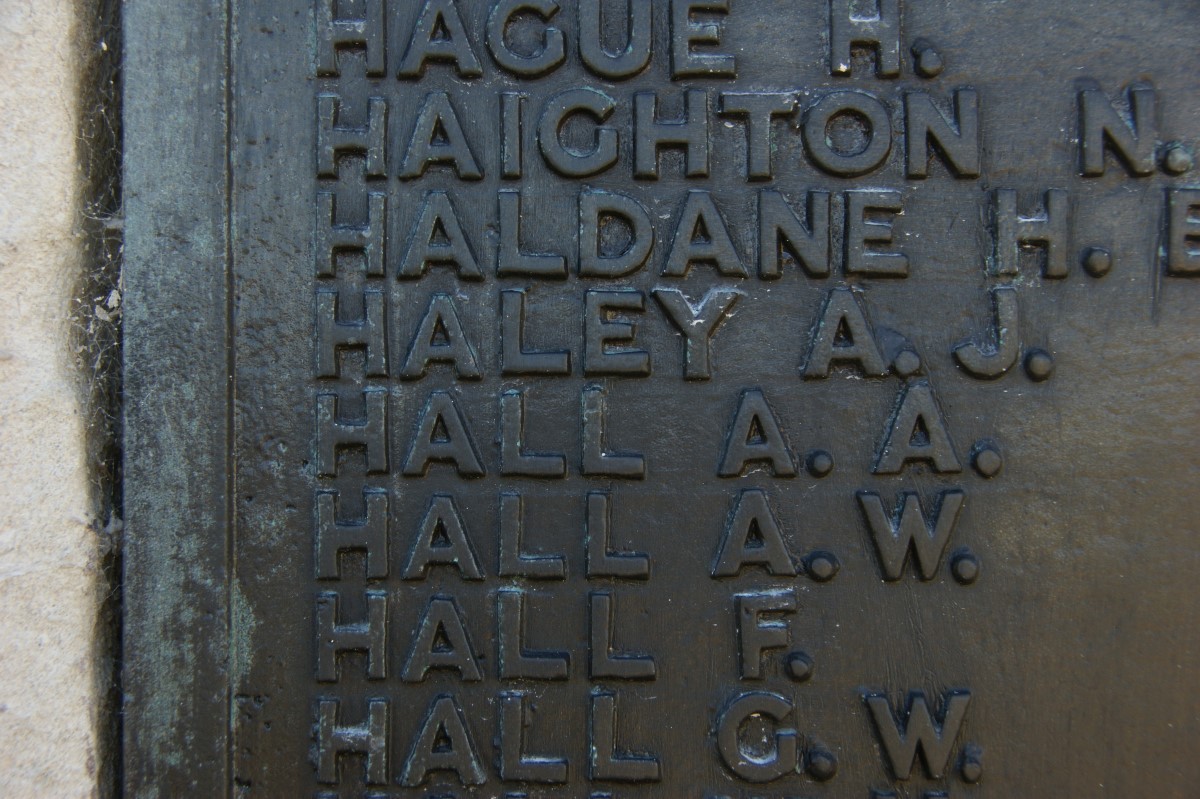 HAGUE H.
HAIGHTON N.
HALDANE H. E
HALEY A. J.
HALL A. A.
HALL A. W.
HALL F.
HALL G. W.